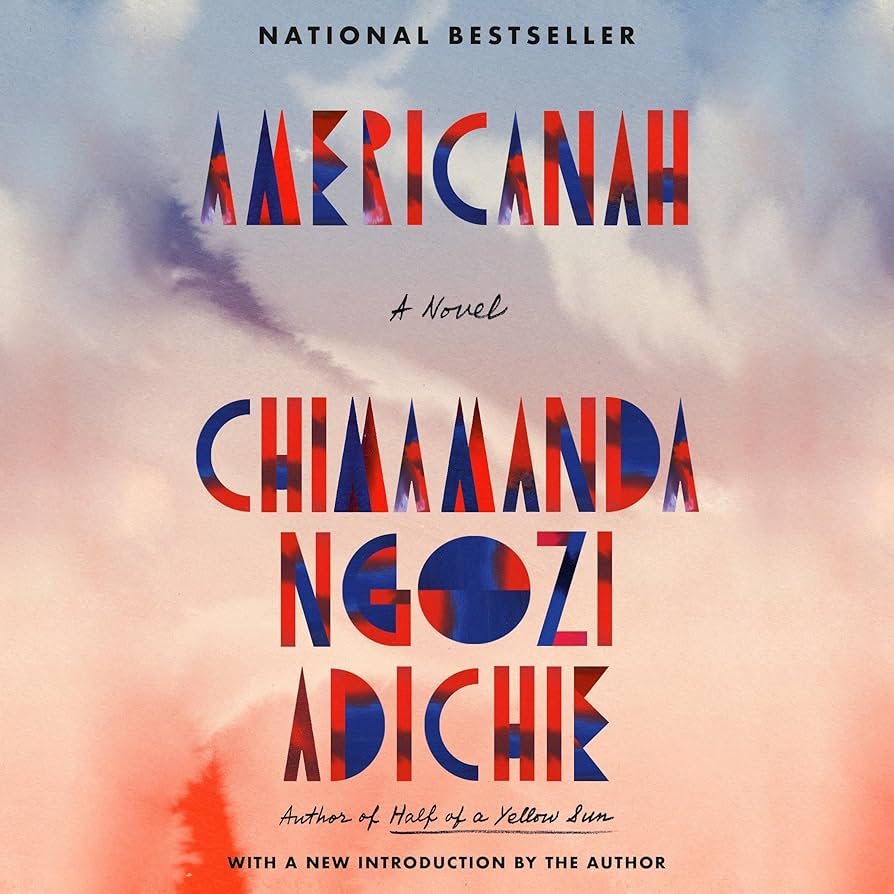 NATIONAL BESTSELLER
AMERICANAH
A Novel
CHIMAMANDA
NGOZI
ADICHIE
Author of Half of a Yellow Sun
WITH A NEW INTRODUCTION BY THE AUTHOR